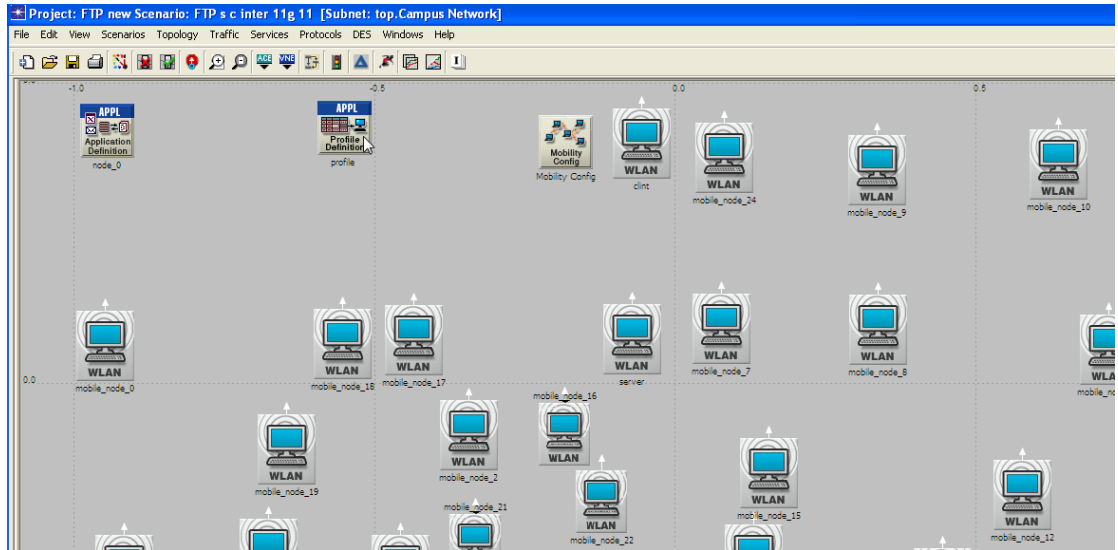 Project: FTP new Scenario: FTP s c inter 11g 11 [Subnet: top.Campus Network]
File Edit View Scenarios Topology Traffic Services Protocols DES Windows Help
ACE VNE
-1.0 -0.5 0.0 0.5
APPL
Application
Definition
node_0
APPL
Profile
Definition
profile
Mobility
Config
Mobility Config
WLAN
clint
WLAN
mobile_node_24
WLAN
mobile_node_9
WLAN
mobile_node_10
0.0
WLAN
mobile_node_0
WLAN
mobile_node_18
WLAN
mobile_node_17
WLAN
server
WLAN
mobile_node_7
WLAN
mobile_node_8
WLA
mobile_no
WLAN
mobile_node_19
WLAN
mobile_node_2
mobile_node_16
WLAN
mobile_node_21
WLAN
mobile_node_22
WLAN
mobile_node_15
WLAN
mobile_node_12